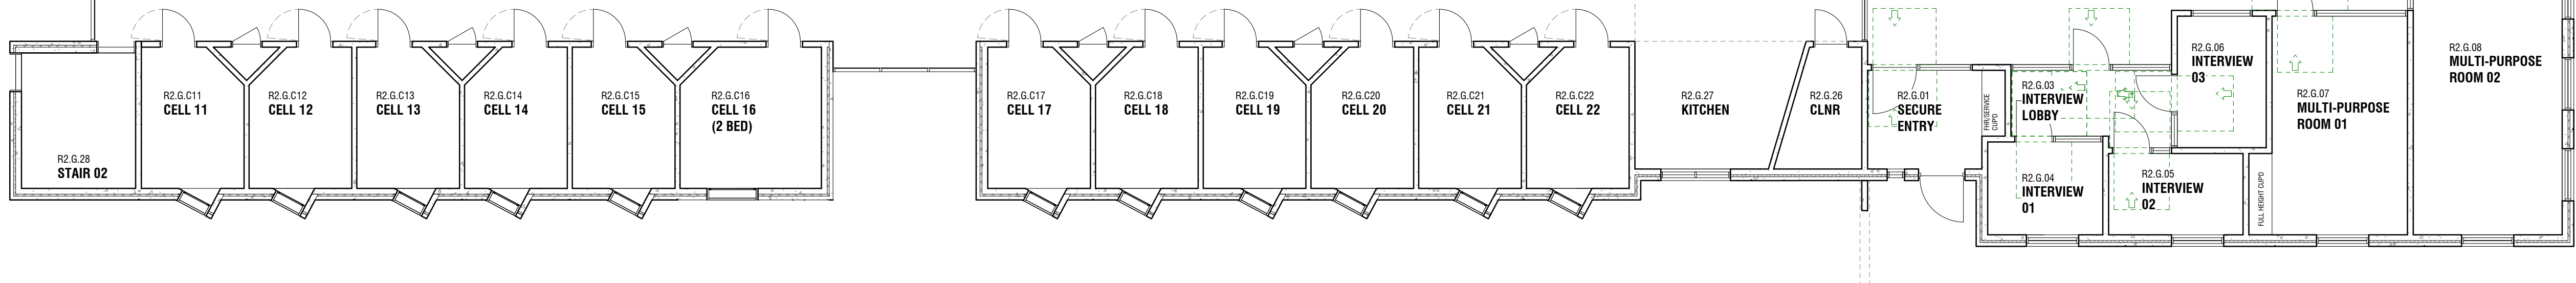 R2.G.28
STAIR 02
R2.G.C11
CELL 11
R2.G.C12
CELL 12
R2.G.C13
CELL 13
R2.G.C14
CELL 14
R2.G.C15
CELL 15
R2.G.C16
CELL 16
(2 BED)
R2.G.C17
CELL 17
R2.G.C18
CELL 18
R2.G.C19
CELL 19
R2.G.C20
CELL 20
R2.G.C21
CELL 21
R2.G.C22
CELL 22
R2.G.27
KITCHEN
R2.G.26
CLNR
R2.G.01
SECURE
ENTRY
FHR/SERVICE
CUPD
R2.G.03
INTERVIEW
LOBBY
R2.G.04
INTERVIEW
01
R2.G.05
INTERVIEW
02
R2.G.06
INTERVIEW
03
FULL HEIGHT CUPD
R2.G.07
MULTI-PURPOSE
ROOM 01
R2.G.08
MULTI-PURPOSE
ROOM 02